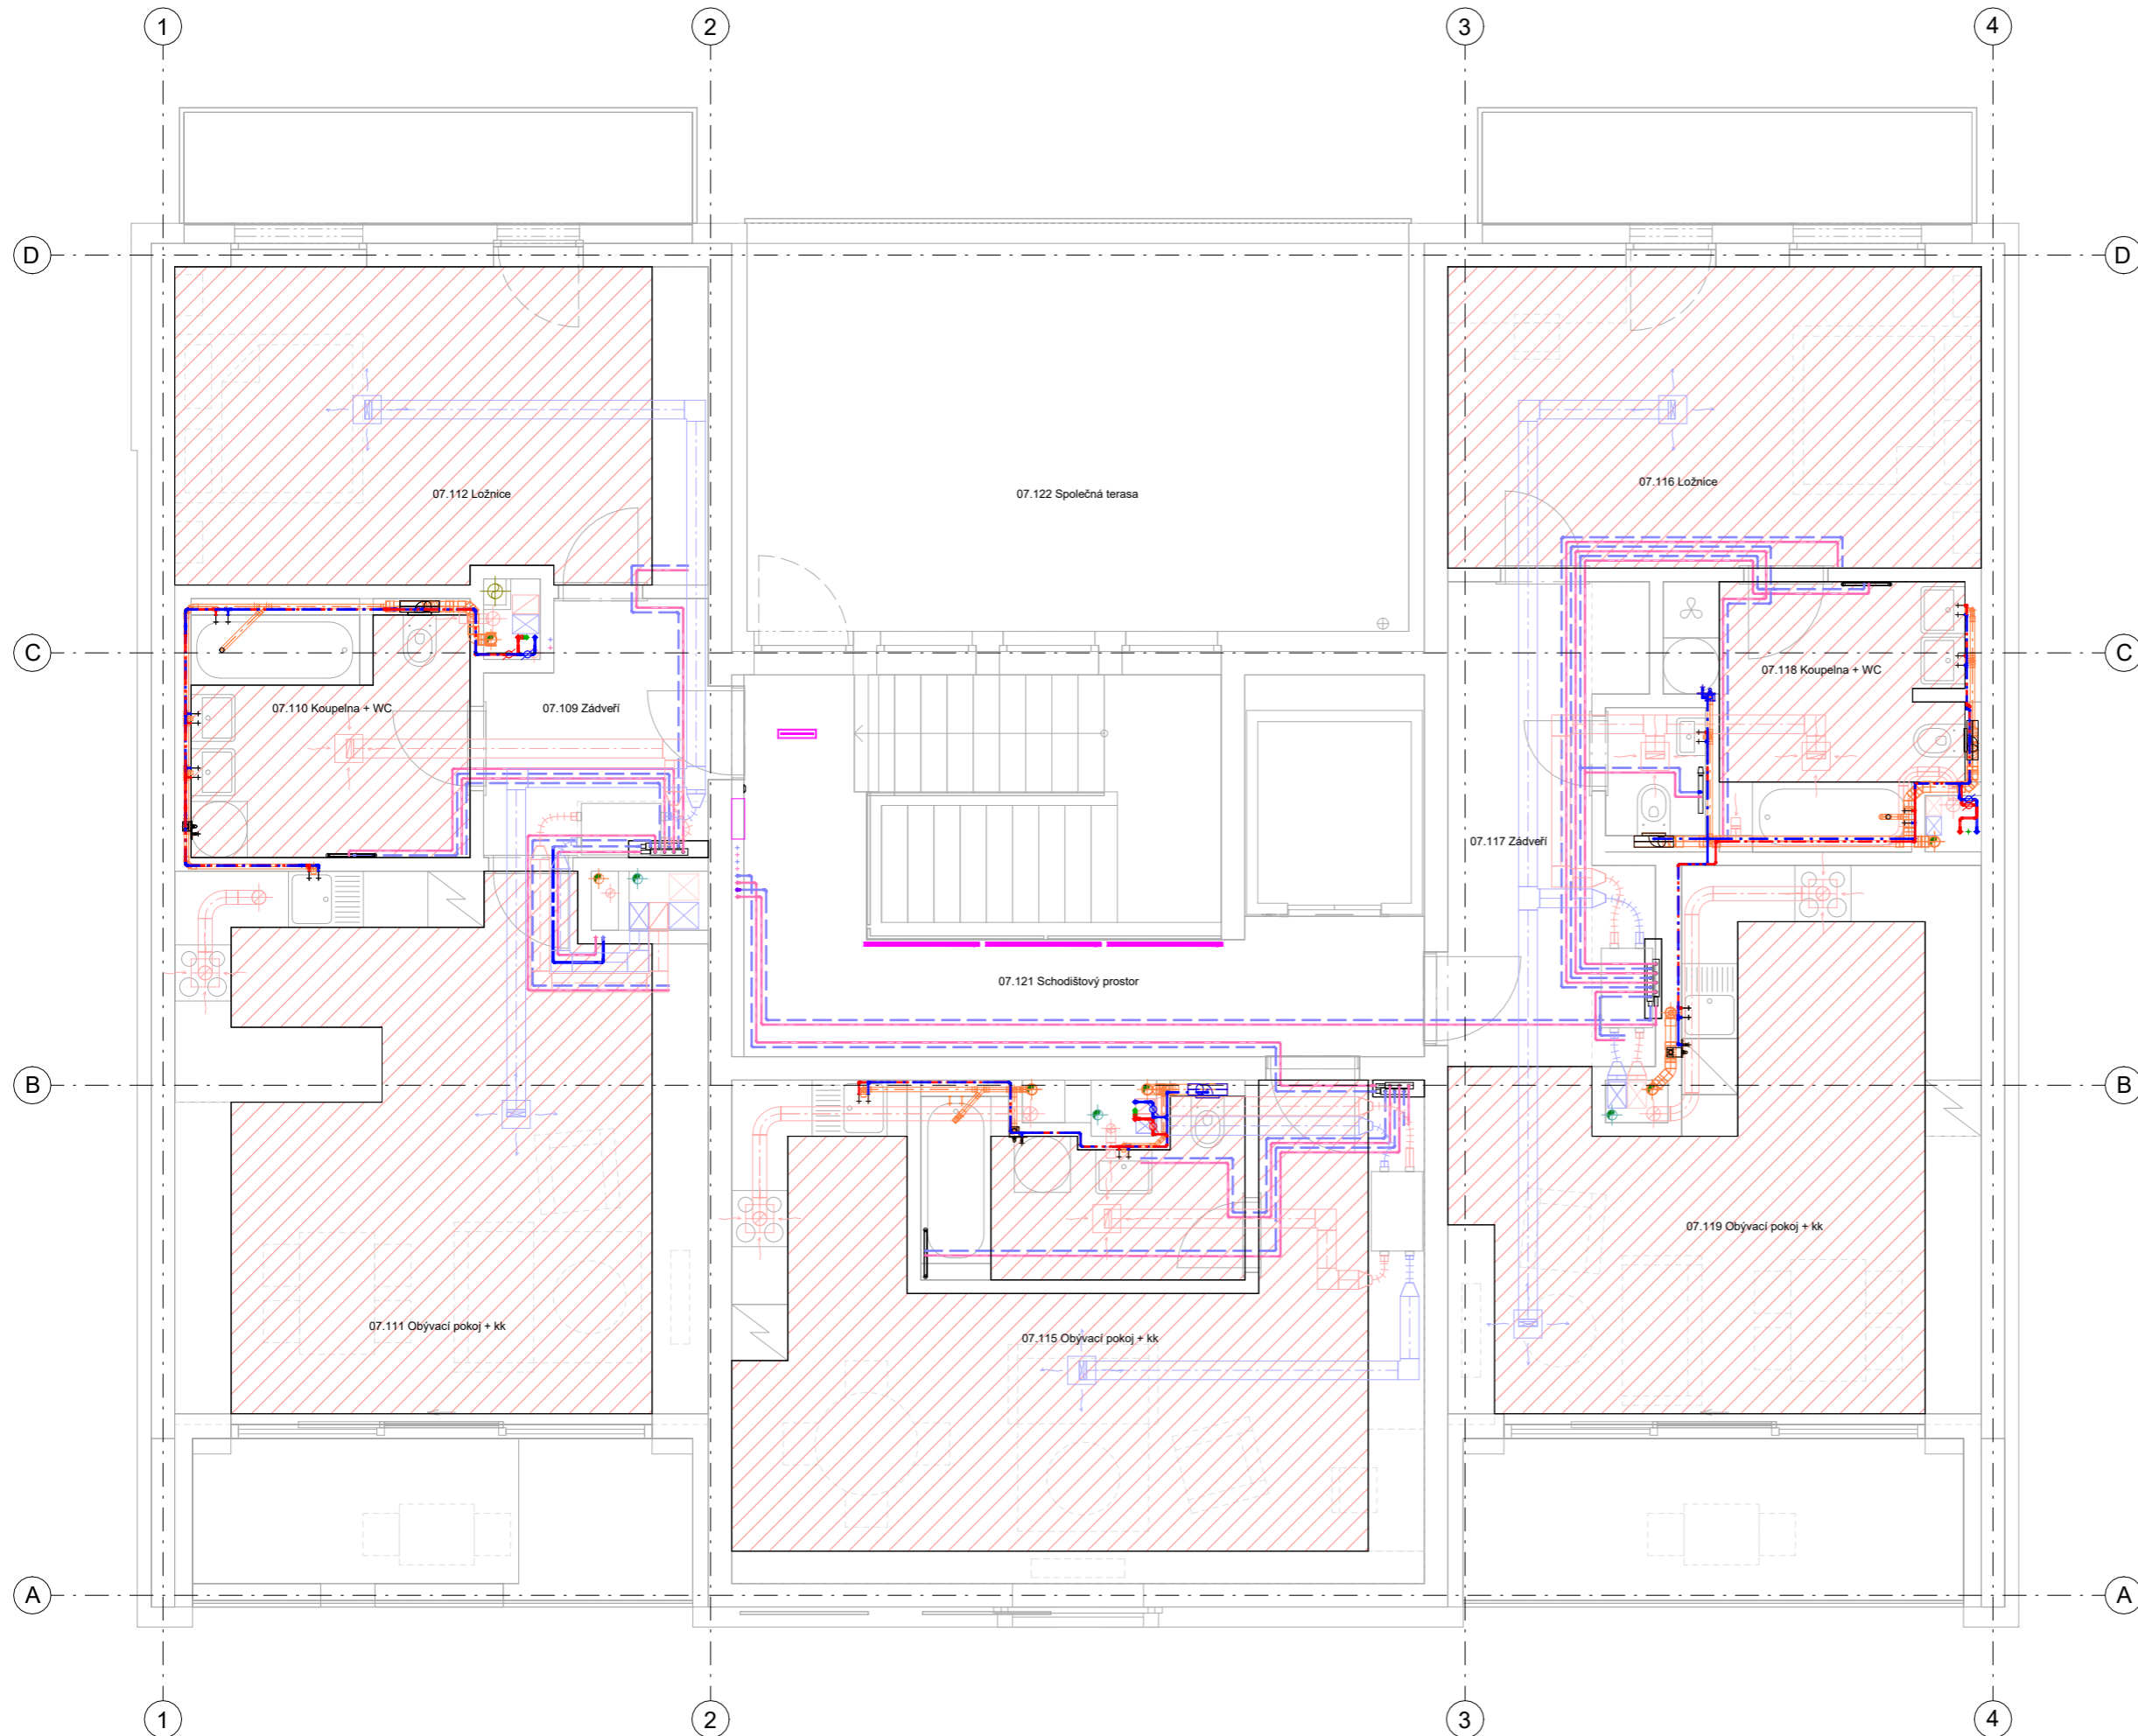 1
2
3
4
D
D
07.112 Ložnice
07.122 Společná terasa
07.116 Ložnice
C
C
07.110 Koupelna + WC
07.109 Zádveří
07.118 Koupelna + WC
07.117 Zádveří
07.121 Schodišťový prostor
B
B
07.119 Obývací pokoj + kk
07.111 Obývací pokoj + kk
07.115 Obývací pokoj + kk
A
A
1
2
3
4